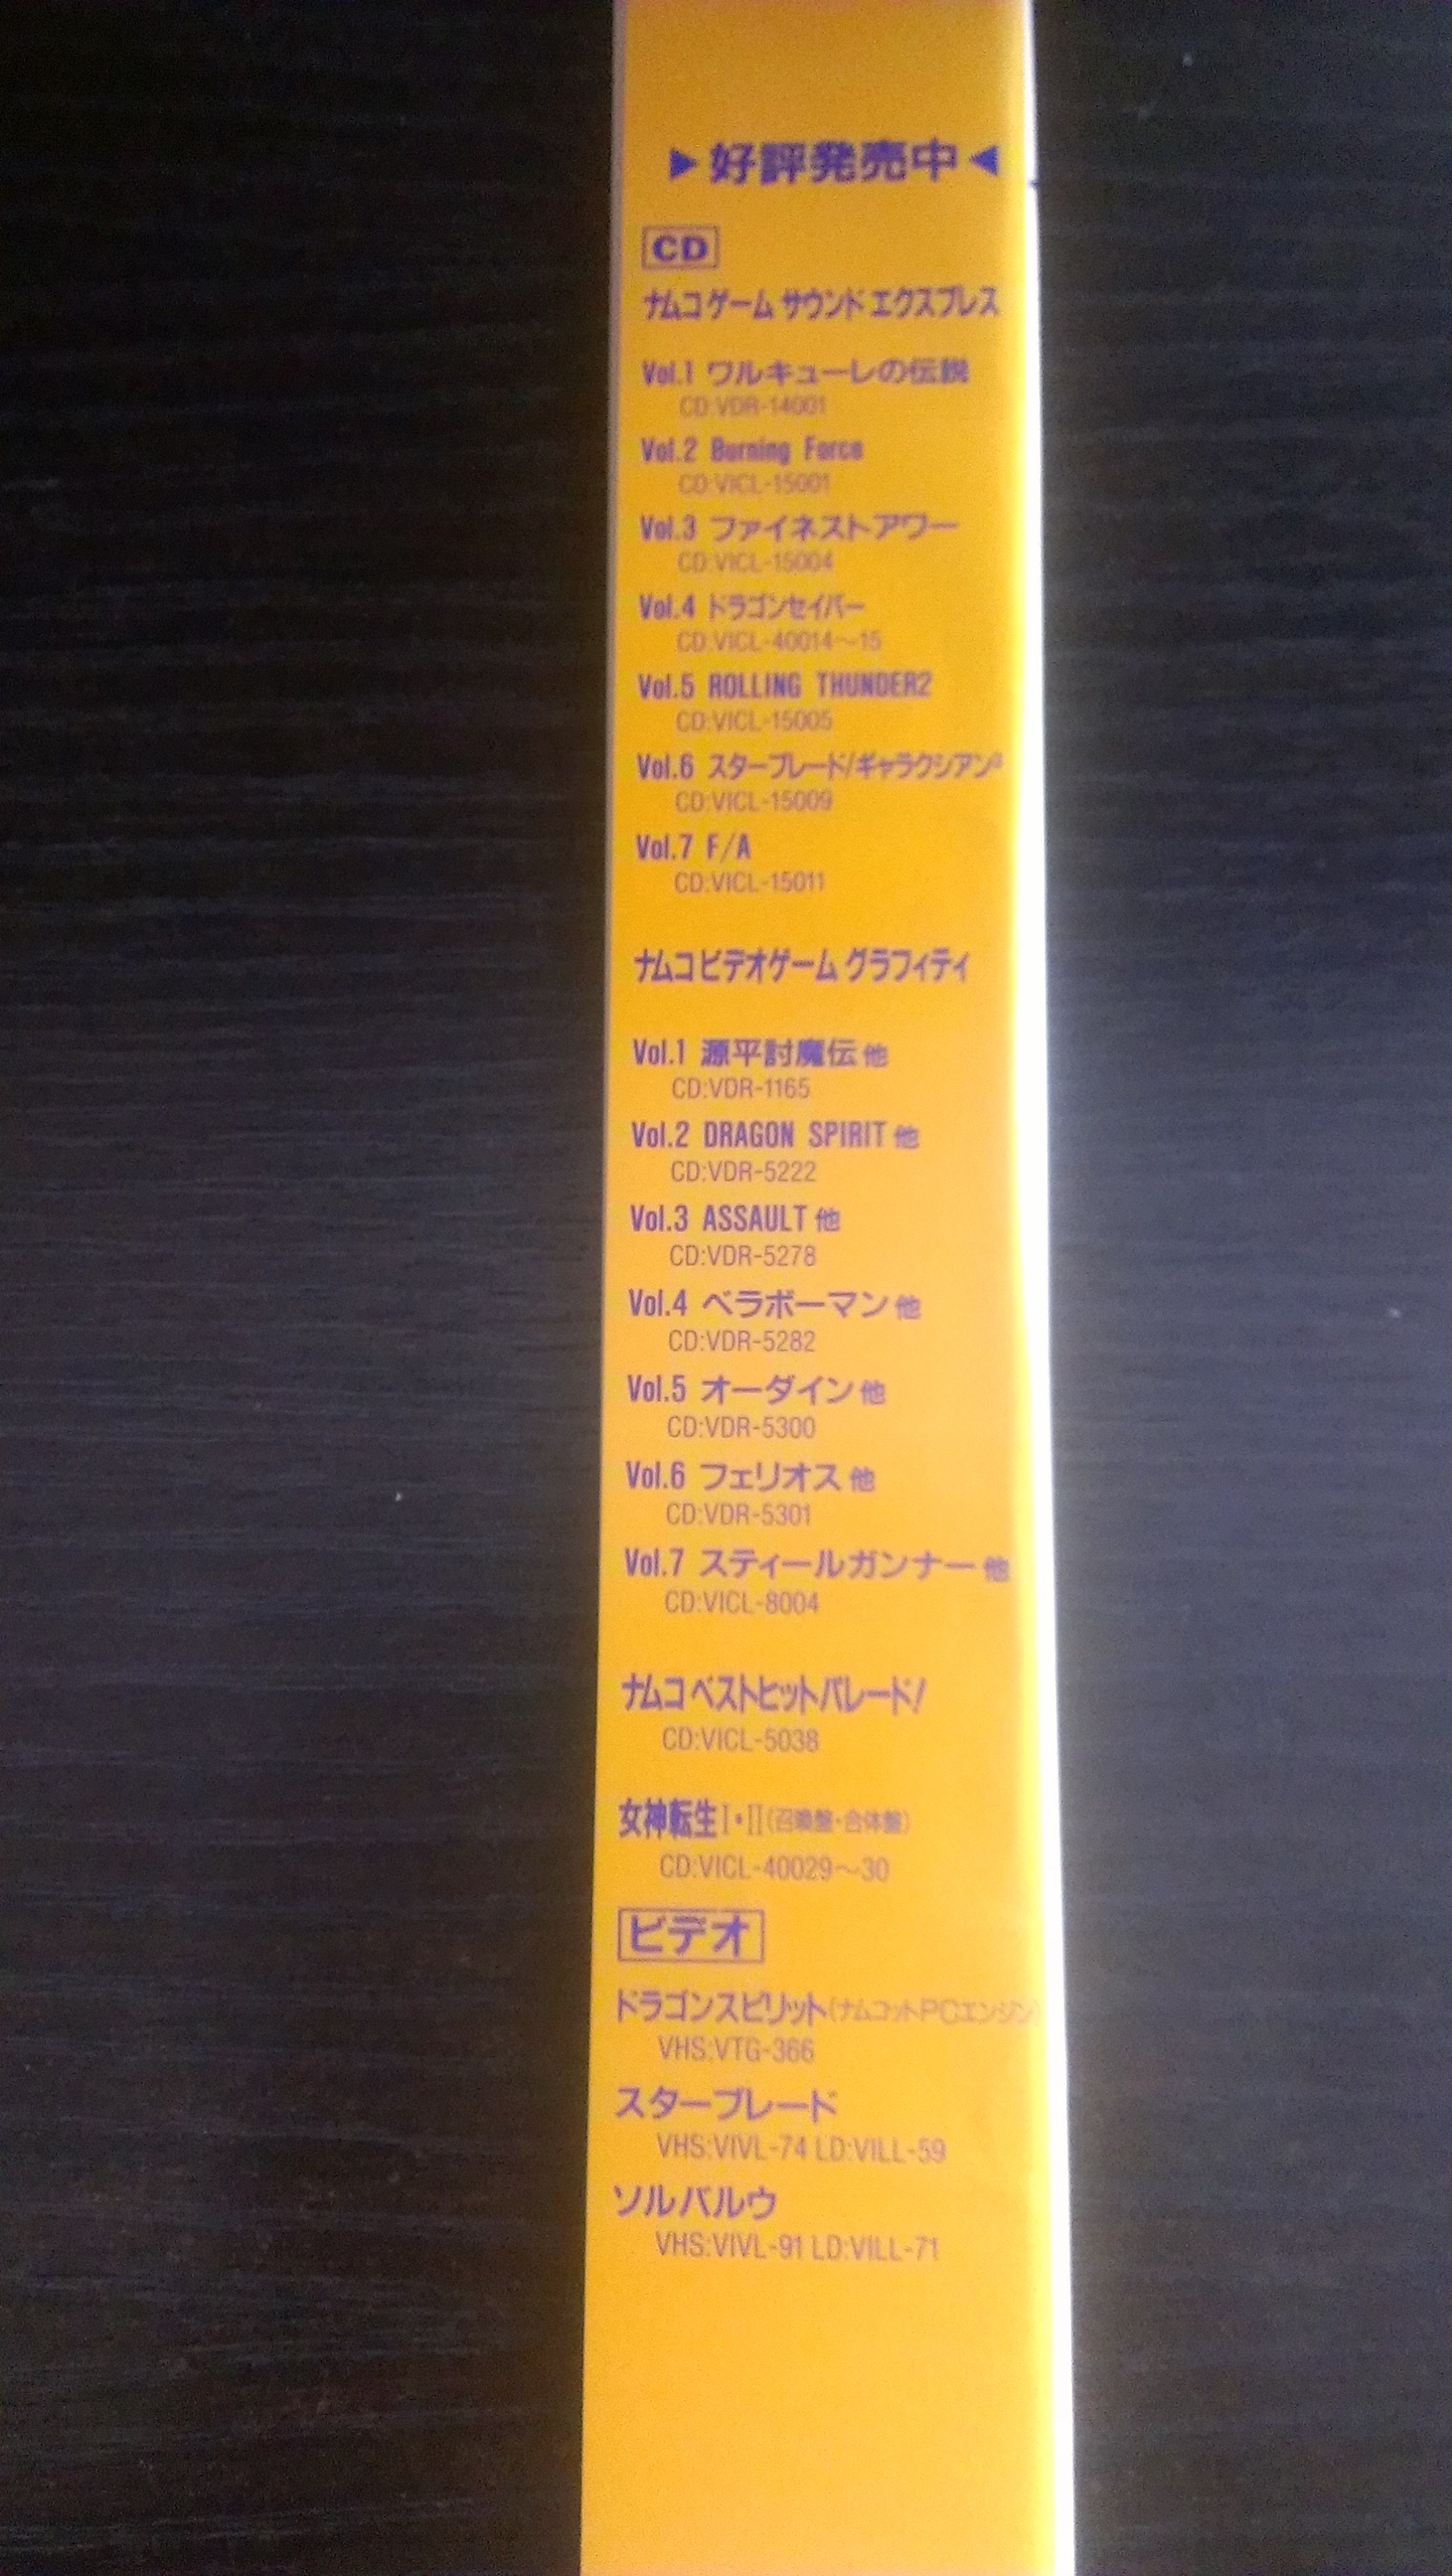 ▶好評発売中◀
CD
ナムコゲーム サウンド エクスプレス
Vol.1 ワルキューレの伝説
CD:VDR-14001
Vol.2 Burning Force
CD:VICL-15001
Vol.3 ファイネストアワー
CD:VICL-15004
Vol.4 ドラゴンセイバー
CD:VICL-40014〜15
Vol.5 ROLLING THUNDER2
CD:VICL-15005
Vol.6 スターブレード/ギャラクシアン³
CD:VICL-15009
Vol.7 F/A
CD:VICL-15011
ナムコ ビデオゲーム グラフィティ
Vol.1 源平討魔伝 他
CD:VDR-1165
Vol.2 DRAGON SPIRIT 他
CD:VDR-5222
Vol.3 ASSAULT 他
CD:VDR-5278
Vol.4 ベラボーマン 他
CD:VDR-5282
Vol.5 オーダイン 他
CD:VDR-5300
Vol.6 フェリオス 他
CD:VDR-5301
Vol.7 スティールガンナー 他
CD:VICL-8004
ナムコ ベストヒットパレード!
CD:VICL-5038
女神転生I・II(召喚盤・合体盤)
CD:VICL-40029〜30
ビデオ
ドラゴンスピリット(ナムコットPCエンジン)
VHS:VTG-366
スターブレード
VHS:VIVL-74 LD:VILL-59
ソルバルウ
VHS:VIVL-91 LD:VILL-71